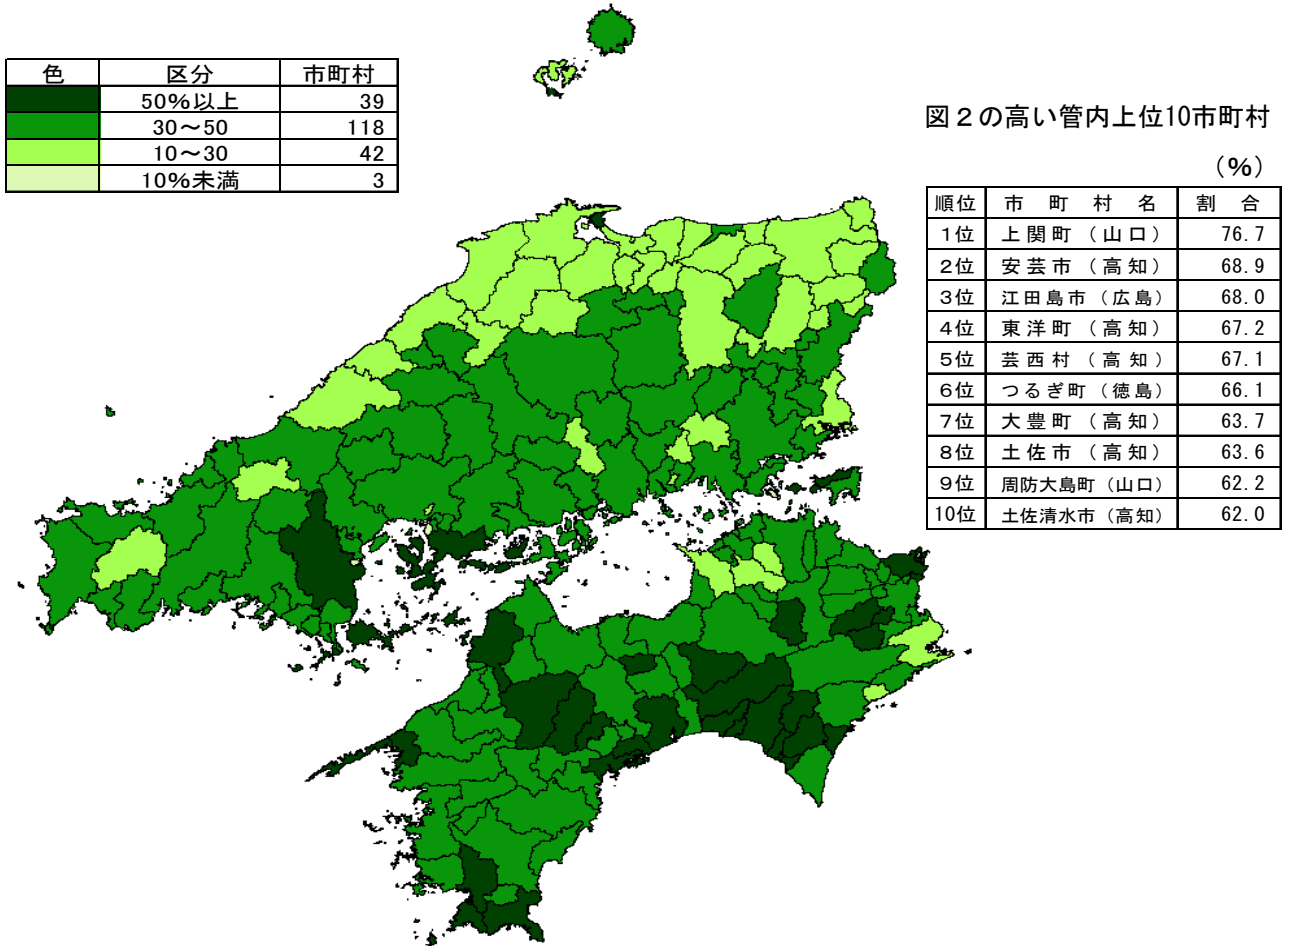 色 区分 市町村
50%以上 39
30～50 118
10～30 42
10%未満 3
図２の高い管内上位10市町村
（%）
順位 市町村名 割合
1位 上関町（山口） 76.7
2位 安芸市（高知） 68.9
3位 江田島市（広島） 68.0
4位 東洋町（高知） 67.2
5位 芸西村（高知） 67.1
6位 つるぎ町（徳島） 66.1
7位 大豊町（高知） 63.7
8位 土佐市（高知） 63.6
9位 周防大島町（山口） 62.2
10位 土佐清水市（高知） 62.0